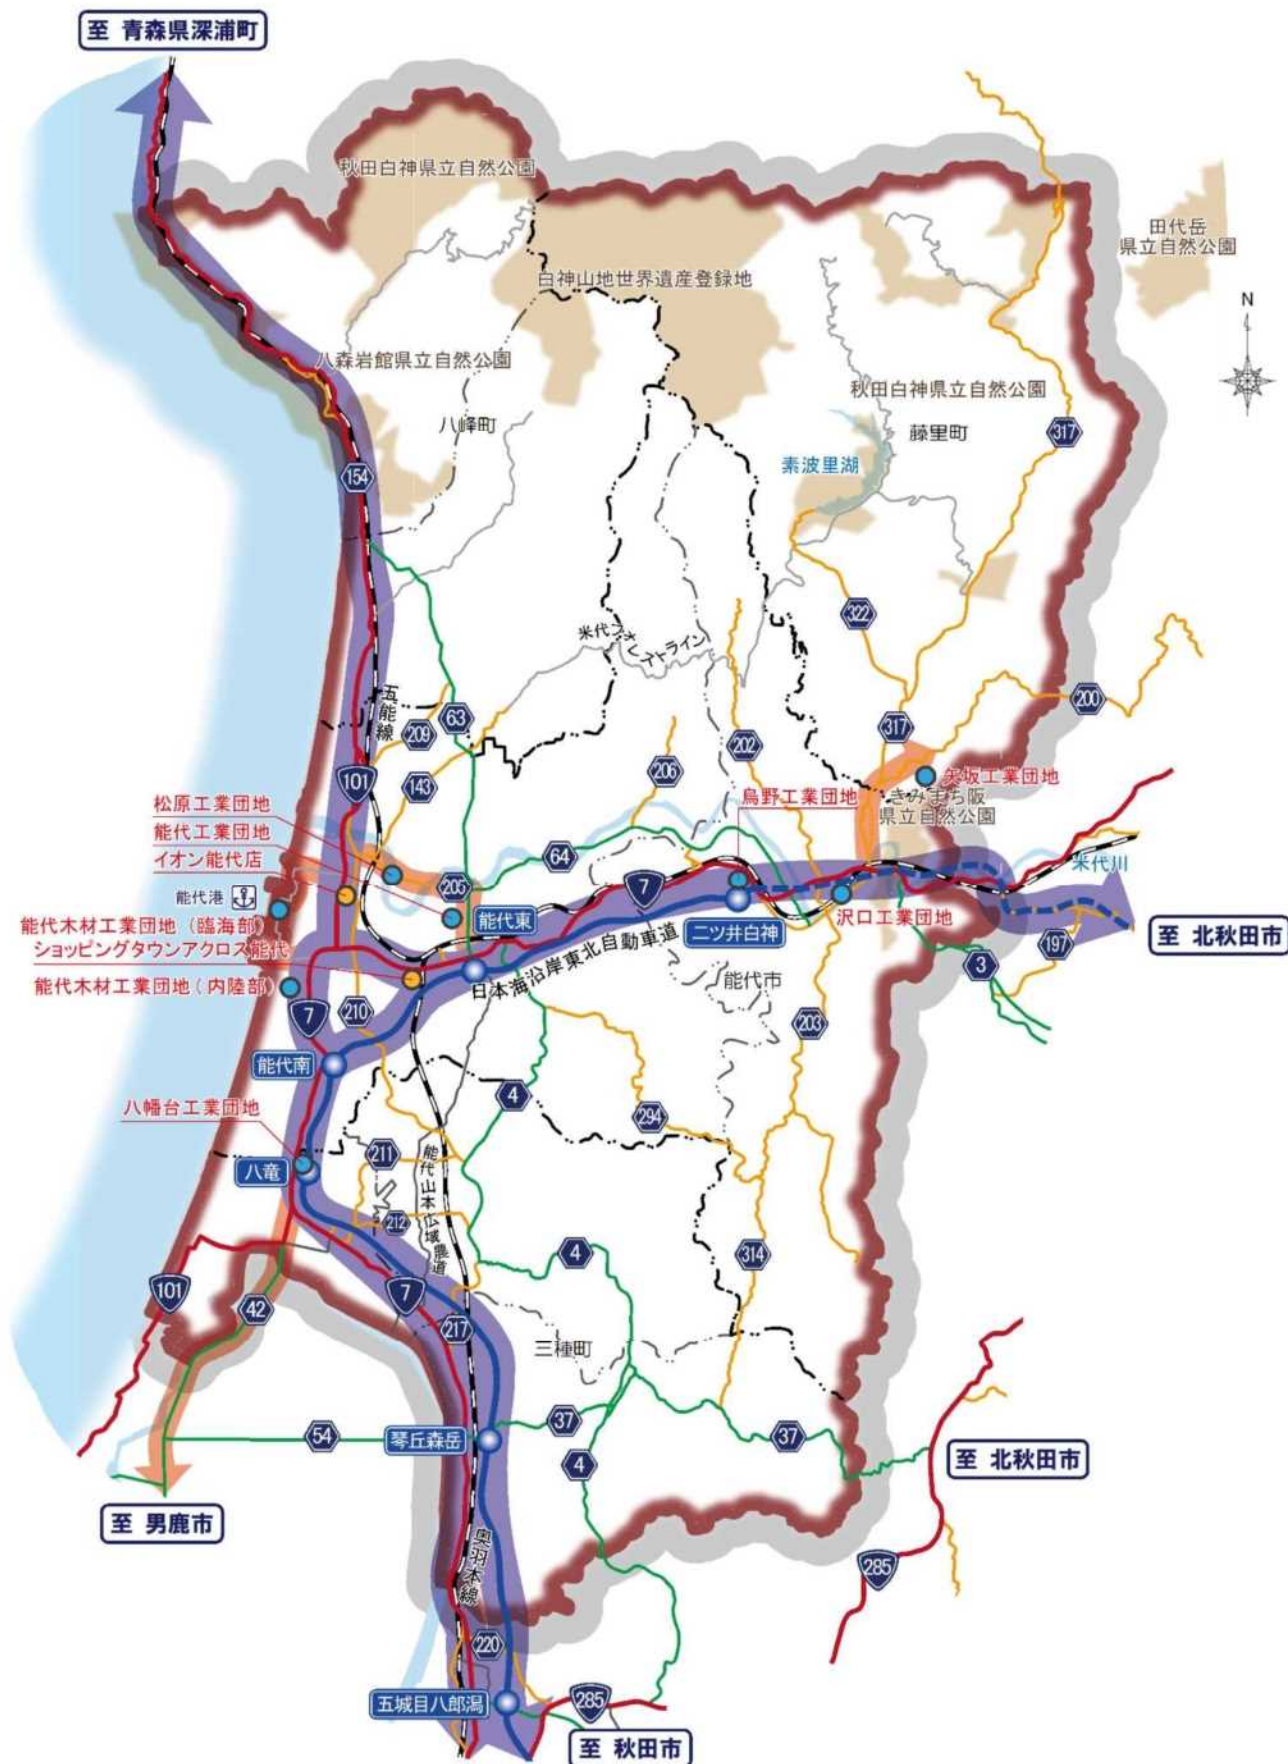 至 青森県深浦町
秋田白神県立自然公園
田代岳
県立自然公園
白神山地世界遺産登録地
N
八森岩館県立自然公園
秋田白神県立自然公園
八峰町
藤里町
317
素波里湖
154
322
米代フォレストライン
200
五能線
63
209
317
202
101
143
206
松原工業団地
烏野工業団地
矢坂工業団地
きみまち阪
県立自然公園
能代工業団地
イオン能代店
64
米代川
205
7
能代港
能代東
二ツ井白神
沢口工業団地
能代木材工業団地（臨海部）
ショッピングタウンアクロス能代
至 北秋田市
197
日本海沿岸東北自動車道
3
能代木材工業団地（内陸部）
能代市
7
210
203
能代南
4
八幡台工業団地
294
211
八竜
能代山本広域農道
212
4
314
101
7
42
217
三種町
54
琴丘森岳
37
37
4
至 北秋田市
至 男鹿市
奥羽本線
285
220
五城目八郎潟
285
至 秋田市